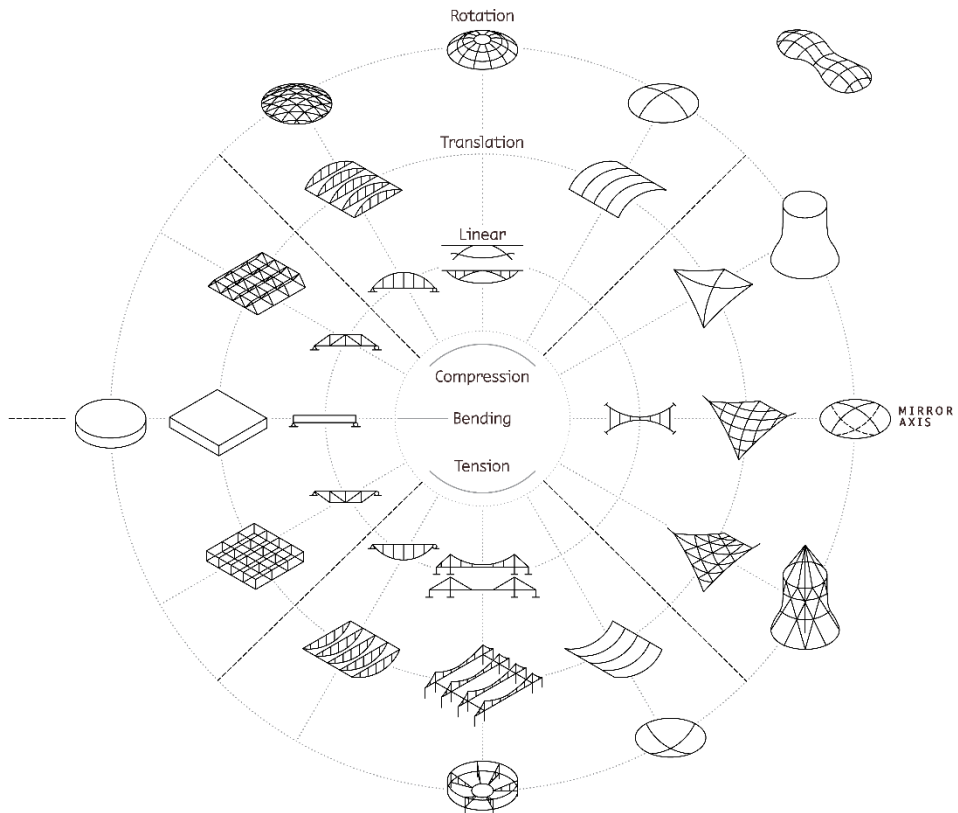 Rotation
Translation
Linear
Compression
Bending
Tension
MIRROR
AXIS